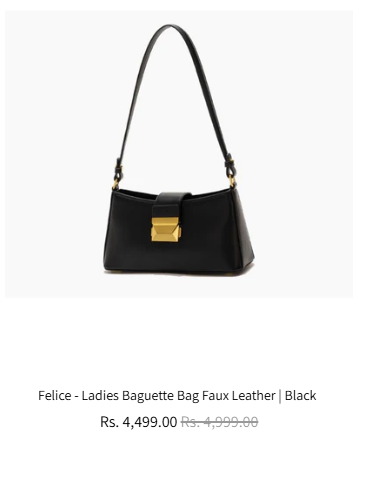 Felice - Ladies Baguette Bag Faux Leather | Black
Rs. 4,499.00 Rs. 4,999.00